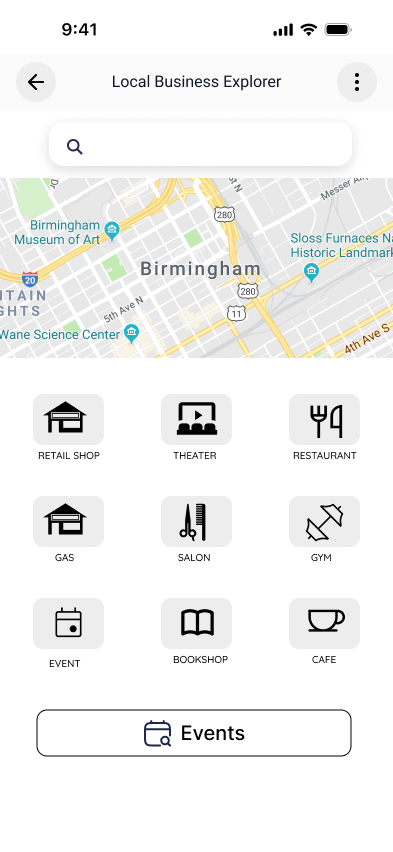 9:41
Local Business Explorer
Dr
N
Messer Air
280
Birmingham
Museum of Art
Sloss Furnaces Na
Historic Landmark
Birmingham
20
280
NTAIN
GHTS
5th Ave N
11
Wane Science Center
4th Ave S
RETAIL SHOP
THEATER
RESTAURANT
GAS
SALON
GYM
EVENT
BOOKSHOP
CAFE
Events